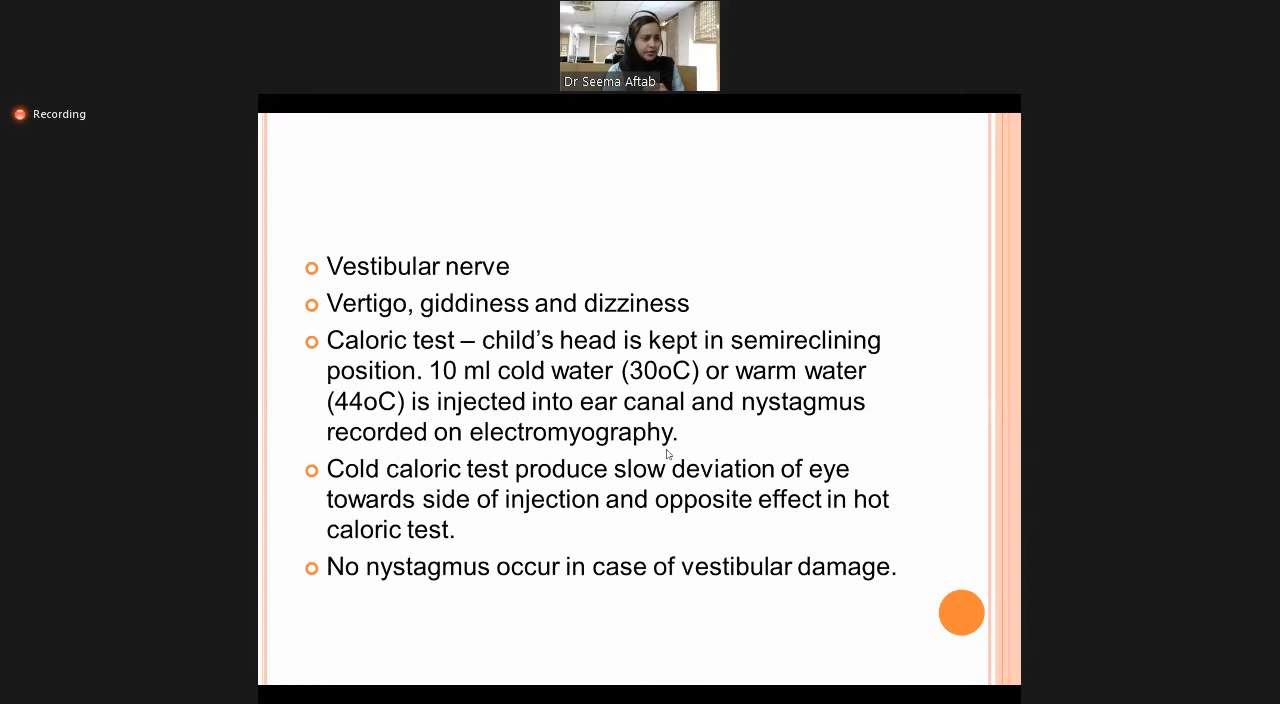 Dr Seema Aftab
Recording
Vestibular nerve
Vertigo, giddiness and dizziness
Caloric test – child’s head is kept in semireclining
position. 10 ml cold water (30oC) or warm water
(44oC) is injected into ear canal and nystagmus
recorded on electromyography.
Cold caloric test produce slow deviation of eye
towards side of injection and opposite effect in hot
caloric test.
No nystagmus occur in case of vestibular damage.